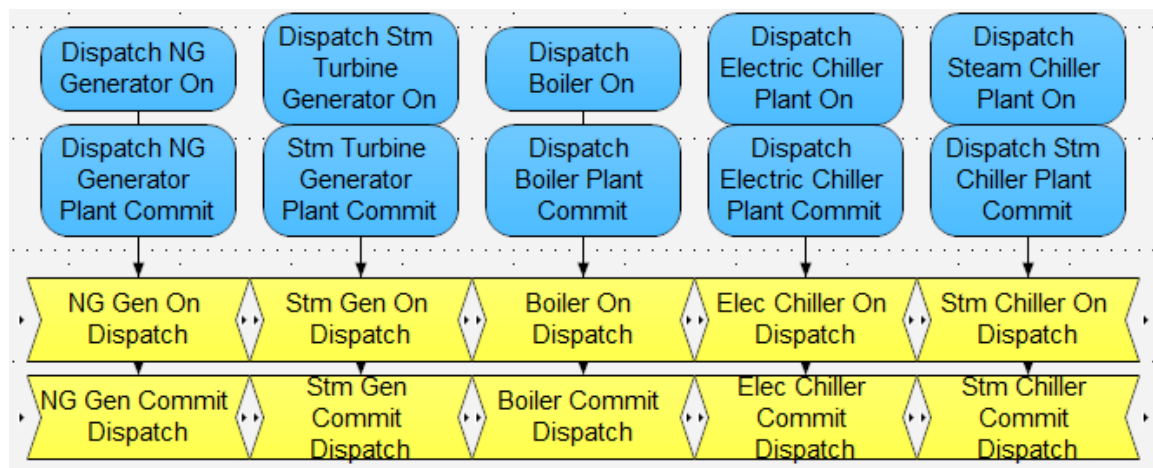 Dispatch NG
Generator On
Dispatch Stm
Turbine
Generator On
Dispatch
Boiler On
Dispatch
Electric Chiller
Plant On
Dispatch
Steam Chiller
Plant On
Dispatch NG
Generator
Plant Commit
Stm Turbine
Generator
Plant Commit
Dispatch
Boiler Plant
Commit
Dispatch
Electric Chiller
Plant Commit
Dispatch Stm
Chiller Plant
Commit
NG Gen On
Dispatch
Stm Gen On
Dispatch
Boiler On
Dispatch
Elec Chiller On
Dispatch
Stm Chiller On
Dispatch
NG Gen Commit
Dispatch
Stm Gen
Commit
Dispatch
Boiler Commit
Dispatch
Elec Chiller
Commit
Dispatch
Stm Chiller
Commit
Dispatch